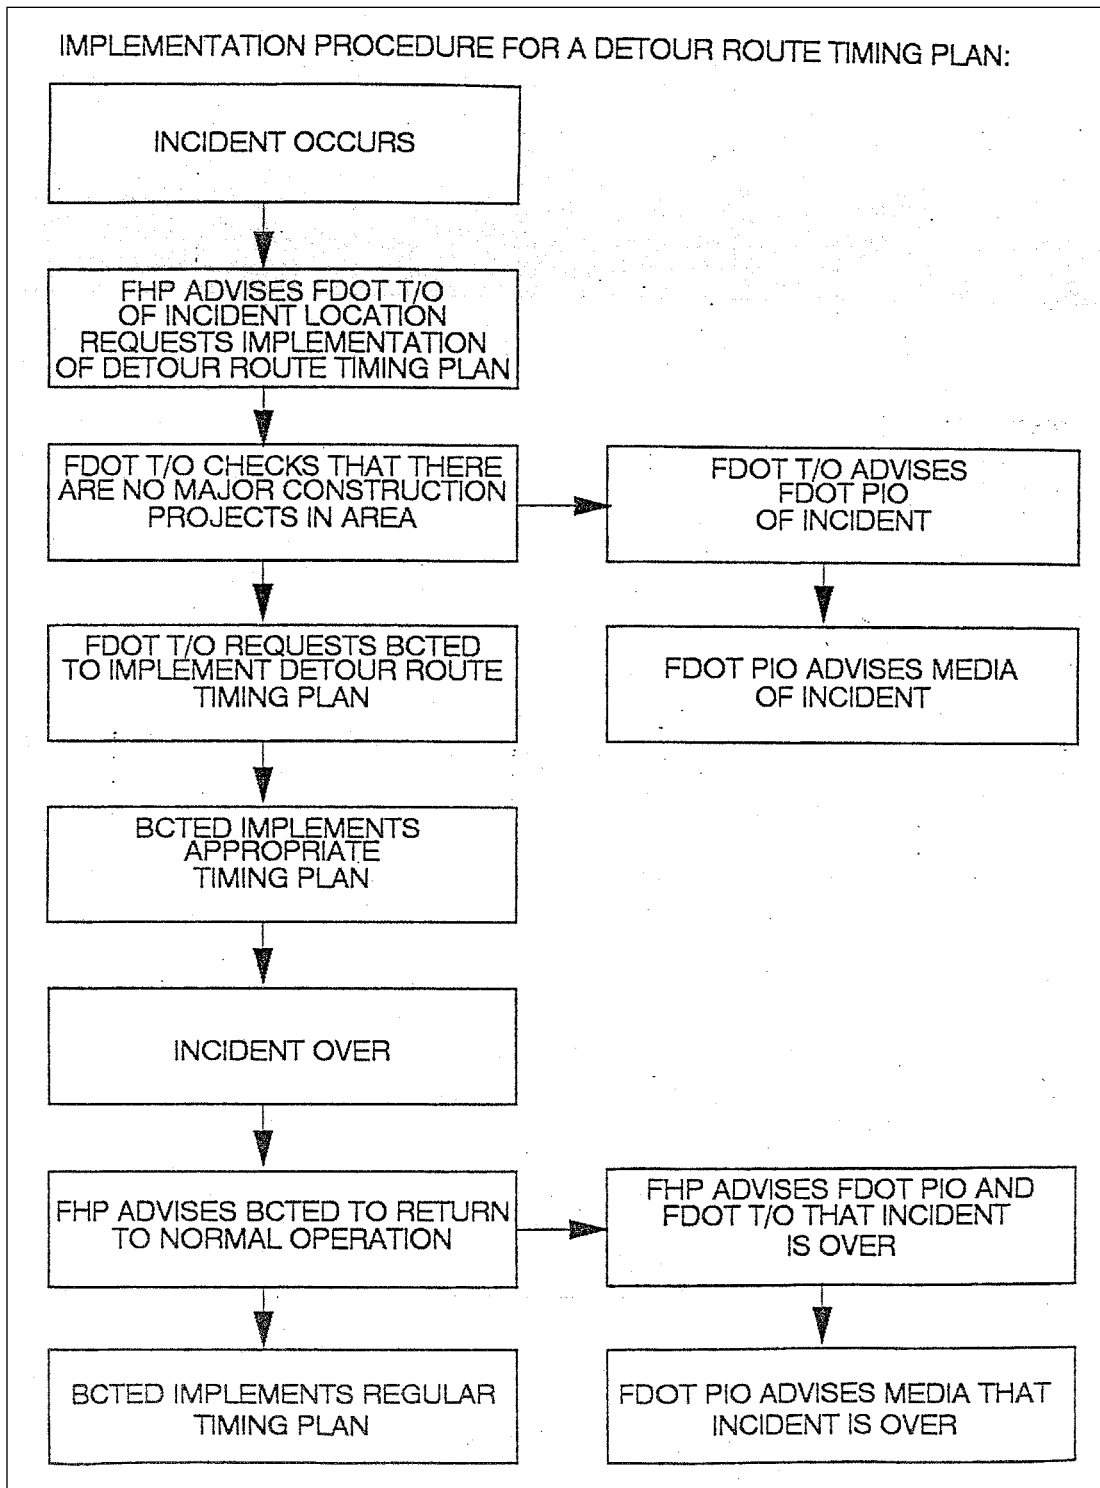 IMPLEMENTATION PROCEDURE FOR A DETOUR ROUTE TIMING PLAN:
INCIDENT OCCURS
FHP ADVISES FDOT T/O
OF INCIDENT LOCATION
REQUESTS IMPLEMENTATION
OF DETOUR ROUTE TIMING PLAN
FDOT T/O CHECKS THAT THERE
ARE NO MAJOR CONSTRUCTION
PROJECTS IN AREA
FDOT T/O ADVISES
FDOT PIO
OF INCIDENT
FDOT T/O REQUESTS BCTED
TO IMPLEMENT DETOUR ROUTE
TIMING PLAN
FDOT PIO ADVISES MEDIA
OF INCIDENT
BCTED IMPLEMENTS
APPROPRIATE
TIMING PLAN
INCIDENT OVER
FHP ADVISES BCTED TO RETURN
TO NORMAL OPERATION
FHP ADVISES FDOT PIO AND
FDOT T/O THAT INCIDENT
IS OVER
BCTED IMPLEMENTS REGULAR
TIMING PLAN
FDOT PIO ADVISES MEDIA THAT
INCIDENT IS OVER